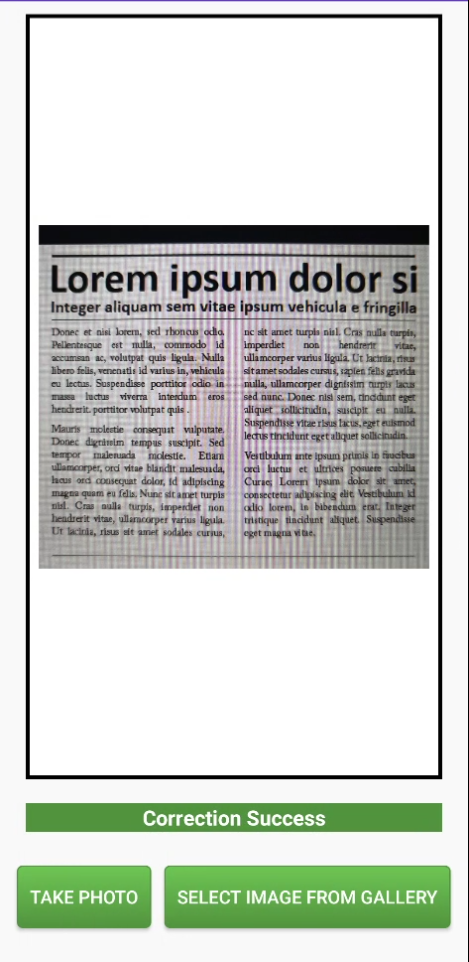 Lorem ipsum dolor si
Integer aliquam sem vitae ipsum vehicula e fringilla
Donec et nisi lorem, sed rhoncus odio.
Pellentesque est nulla, commodo id
accumsan ac, volutpat quis ligula. Nulla
libero felis, venenatis id varius in, vehicula
eu lectus. Suspendisse porttitor odio in
massa luctus viverra interdum eros
hendrerit. porttitor volutpat quis .
Mauris molestie consequat vulputate.
Donec dignissim tempus suscipit. Sed
tempor malesuada molestie. Etiam
ullamcorper, orci vitae blandit malesuada,
lacus orci consequat dolor, id adipiscing
magna quam eu felis. Nunc sit amet turpis
nisl. Cras nulla turpis, imperdiet non
hendrerit vitae, ullamcorper varius ligula.
Ut lacinia, risus sit amet sodales cursus,
nc sit amet turpis nisl. Cras nulla turpis,
imperdiet non hendrerit vitae,
ullamcorper varius ligula. Ut lacinia, risus
sit amet sodales cursus, sapien felis gravida
nulla, ullamcorper dignissim turpis lacus
sed nunc. Donec nisi sem, tincidunt eget
aliquet sollicitudin, suscipit eu nulla.
Suspendisse vitae risus lacus, eget euismod
lectus tincidunt eget aliquet sollicitudin.
Vestibulum ante ipsum primis in faucibus
orci luctus et ultrices posuere cubilia
Curae; Lorem ipsum dolor sit amet,
consectetur adipiscing elit. Vestibulum id
odio lorem, in bibendum erat. Integer
tristique tincidunt aliquet. Suspendisse
eget magna vitae.
Correction Success
TAKE PHOTO
SELECT IMAGE FROM GALLERY